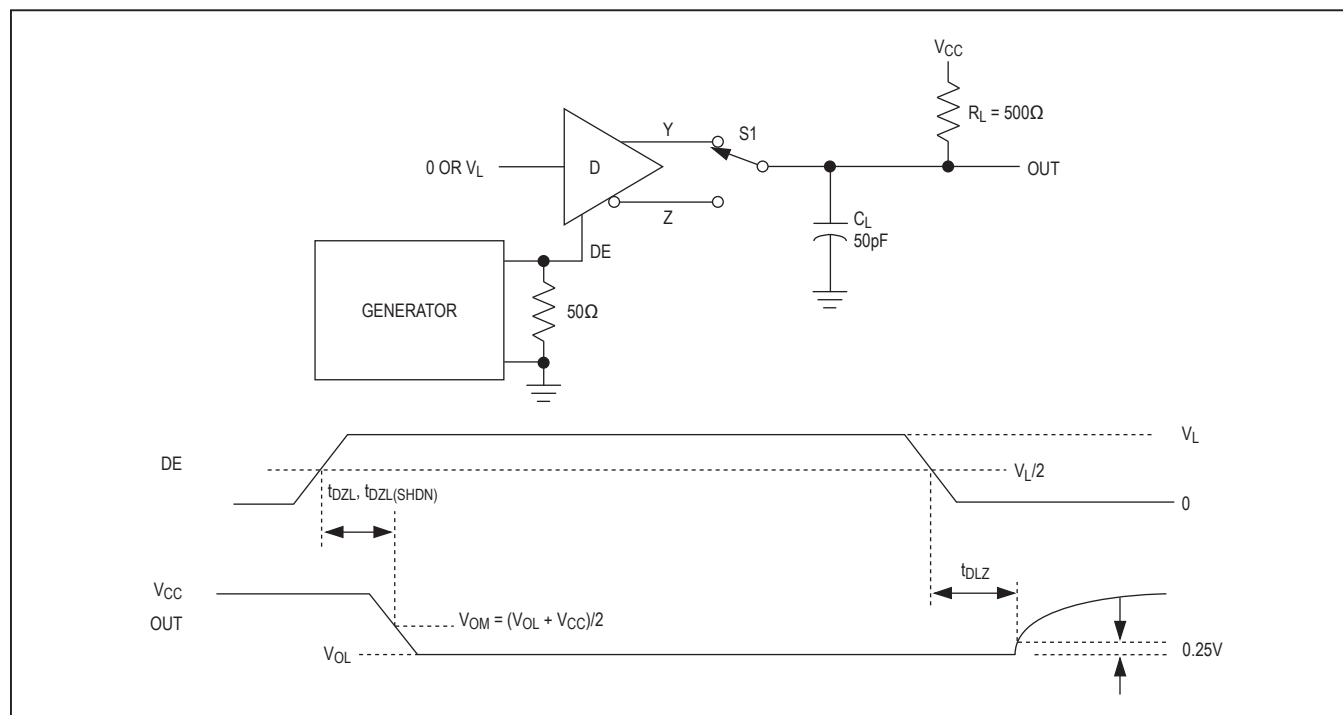 VCC
RL = 500Ω
Y
S1
0 OR VL
D
OUT
Z
CL
50pF
DE
GENERATOR
50Ω
VL
DE
VL/2
tDZL, tDZL(SHDN)
0
tDLZ
VCC
OUT
VOM = (VOL + VCC)/2
VOL
0.25V